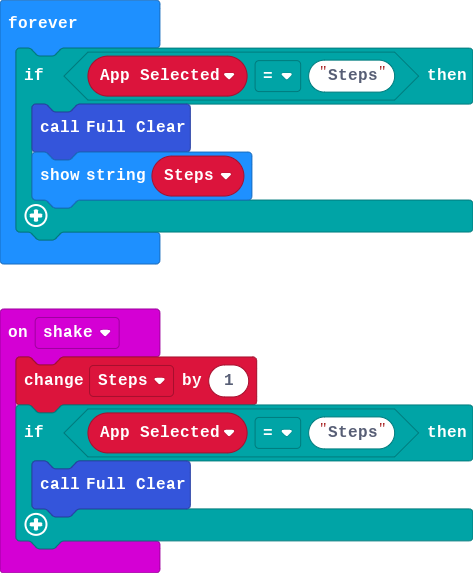 forever
if App Selected = "Steps" then
call Full Clear
show string Steps
on shake
change Steps by 1
if App Selected = "Steps" then
call Full Clear